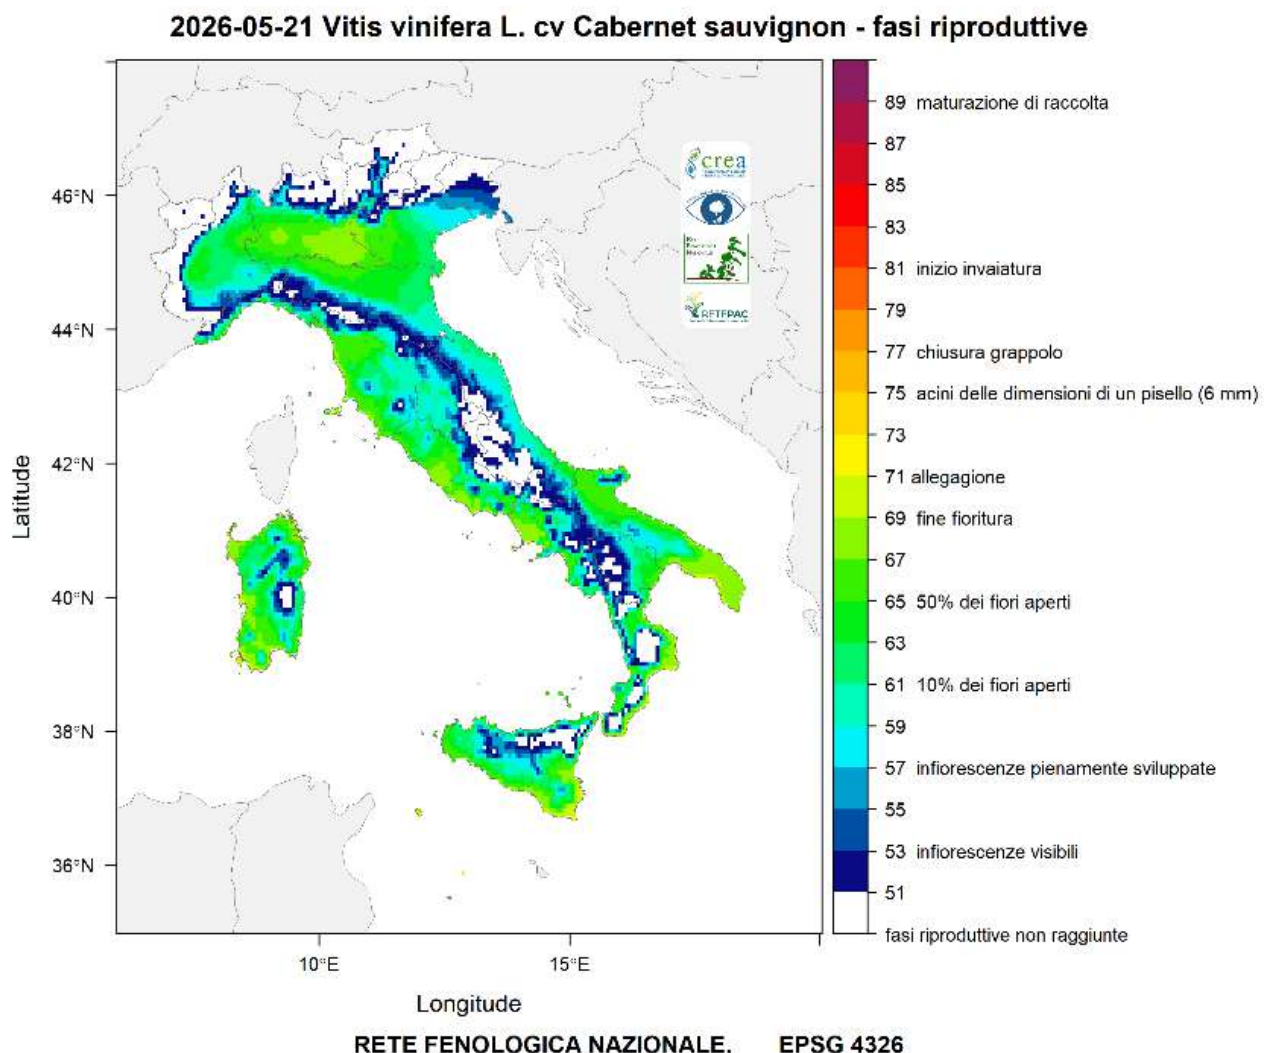 2026-05-21 Vitis vinifera L. cv Cabernet sauvignon - fasi riproduttive
89 maturazione di raccolta
87
85
83
81 inizio invaiatura
79
77 chiusura grappolo
75 acini delle dimensioni di un pisello (6 mm)
73
71 allegagione
69 fine fioritura
67
65 50% dei fiori aperti
63
61 10% dei fiori aperti
59
57 infiorescenze pienamente sviluppate
55
53 infiorescenze visibili
51
fasi riproduttive non raggiunte
crea
RETEPAC
46°N
44°N
42°N
40°N
38°N
36°N
Latitude
10°E 15°E
Longitude
RETE FENOLOGICA NAZIONALE. EPSG 4326